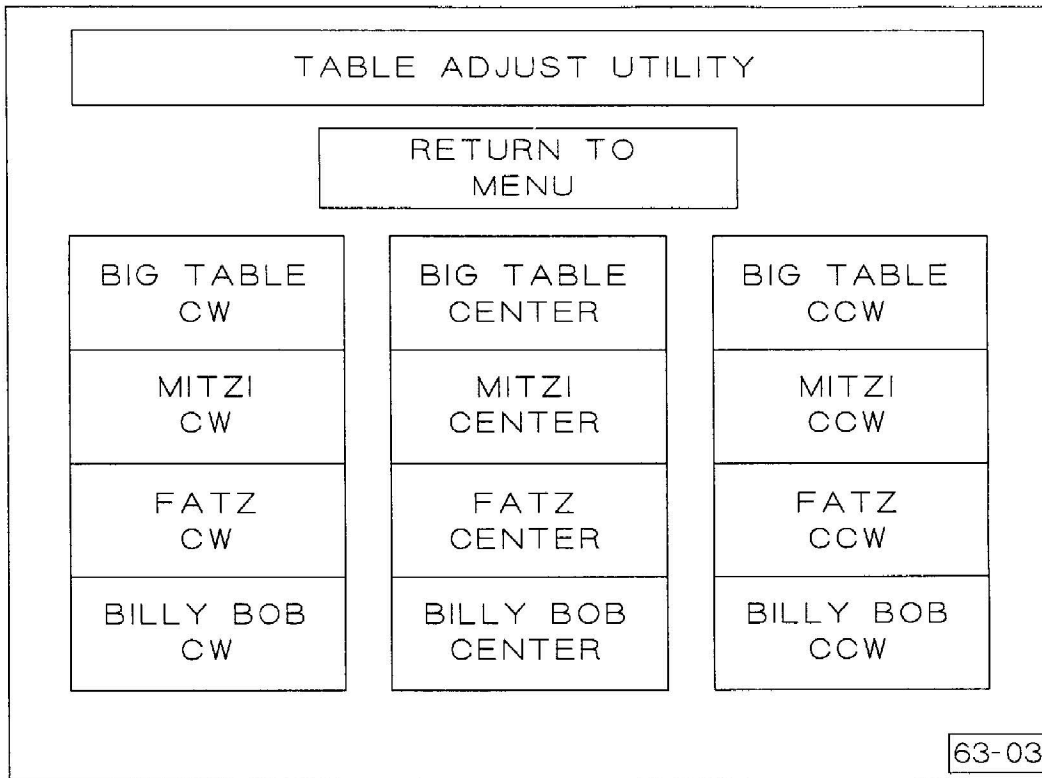 TABLE ADJUST UTILITY
RETURN TO
MENU
BIG TABLE
CW
BIG TABLE
CENTER
BIG TABLE
CCW
MITZI
CW
MITZI
CENTER
MITZI
CCW
FATZ
CW
FATZ
CENTER
FATZ
CCW
BILLY BOB
CW
BILLY BOB
CENTER
BILLY BOB
CCW
63-03